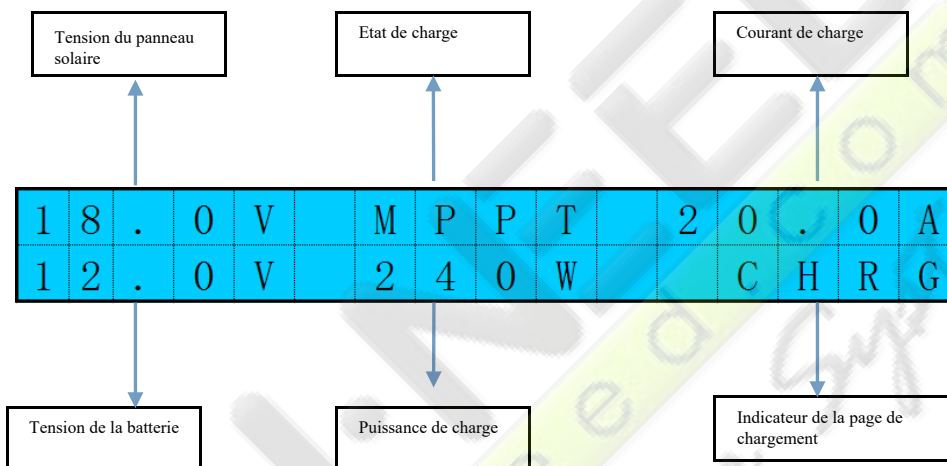 Tension du panneau
solaire
Etat de charge
Courant de charge
18.0V MPPT 20.0A
12.0V 240W CHRG
Tension de la batterie
Puissance de charge
Indicateur de la page de
chargement